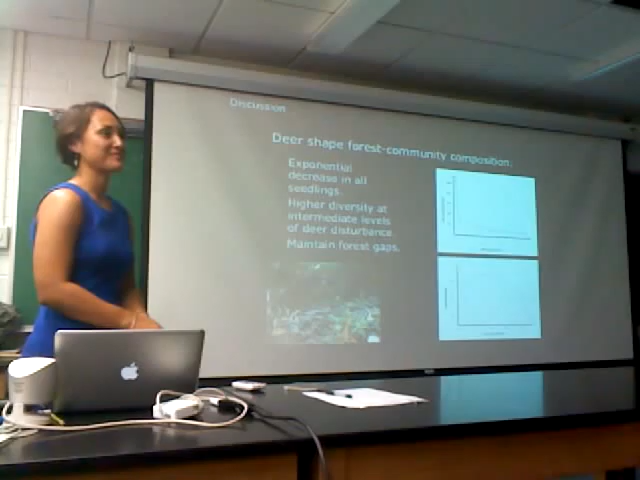 Discussion
Deer shape forest-community composition.
Exponential
decrease in all
seedlings.
Higher diversity at
intermediate levels
of deer disturbance
Maintain forest gaps.